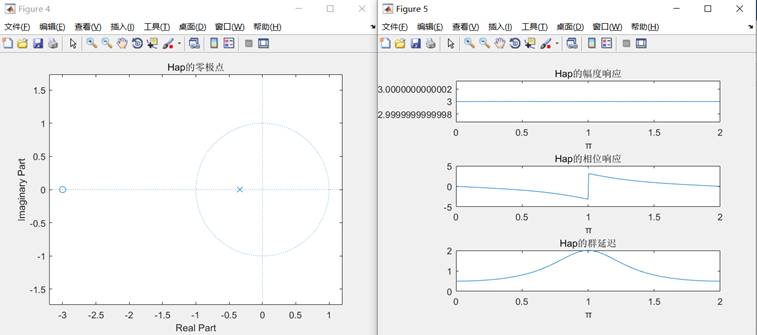 Figure 4
文件(F) 编辑(E) 查看(V) 插入(I) 工具(T) 桌面(D) 窗口(W) 帮助(H)
Hap的零极点
1.5
1
0.5
0
-0.5
-1
-1.5
Imaginary Part
-3 -2.5 -2 -1.5 -1 -0.5 0 0.5 1
Real Part
Figure 5
文件(F) 编辑(E) 查看(V) 插入(I) 工具(T) 桌面(D) 窗口(W) 帮助(H)
Hap的幅度响应
3.0000000000002
3
2.9999999999998
0 0.5 1 1.5 2
π
Hap的相位响应
5
0
-5
0 0.5 1 1.5 2
π
Hap的群延迟
2
1
0
0 0.5 1 1.5 2
π